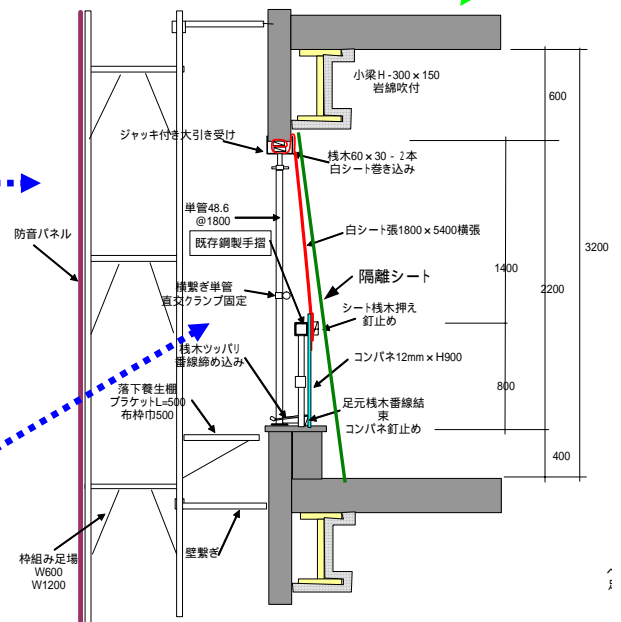 小梁H-300×150
岩綿吹付
600
ジャッキ付き大引き受け
桟木60×30-2本
白シート巻き込み
防音パネル
単管48.6
@1800
既存鋼製手摺
白シート張1800×5400横張
3200
1400
2200
隔離シート
横繋ぎ単管
直交クランプ固定
シート桟木押え
釘止め
桟木ツッパリ
番線締め込み
コンパネ12mm×H900
800
落下養生棚
ブラケットL=500
布枠巾500
足元桟木番線結
束
コンパネ釘止め
400
枠組み足場
W600
W1200
壁繋ぎ